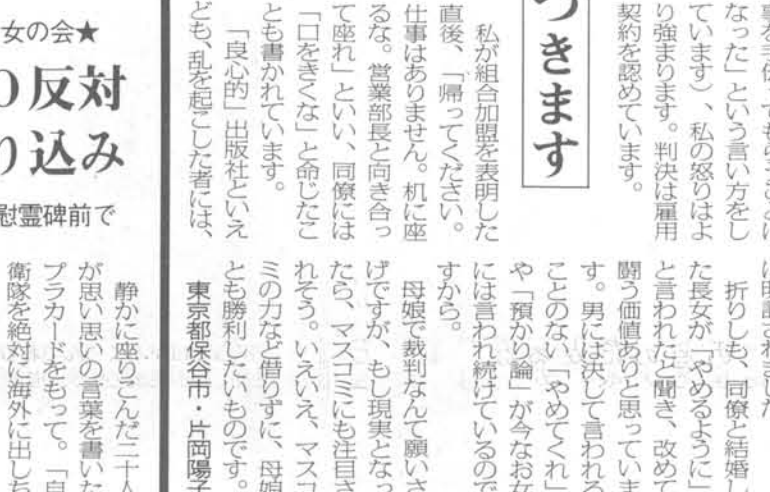 なった」という言い方をし
ています）、私の怒りはよ
り強まります。判決は雇用
契約を認めています。
つきます
私が組合加盟を表明した
直後、「帰ってください。
仕事はありません。机に座
るな。営業部長と向き合っ
て座れ」といい、同僚には
「口をきくな」と命じたこ
とも書かれています。
「良心的」出版社といえ
ども、乱を起こした者には、
に明記されました
折りしも、同僚と結婚し
た長女が「やめるように」
と言われたと聞き、改めて
闘う価値ありと思っていま
す。男には決して言われる
ことのない「やめてくれ」
や「預かり論」が今なお女
には言われ続けているので
すから。
母娘で裁判なんて願いさ
げですが、もし現実となっ
たら、マスコミにも注目さ
れそう。いいえいえ、マスコ
ミの力など借りずに、母娘
とも勝利したいものです。
東京都保谷市・片岡陽子
女の会★
反対
り込み
慰霊碑前で
静かに座りこんだ二十人
が思い思いの言葉を書いた
プラカードをもって。「自
衛隊を絶対に海外に出しち